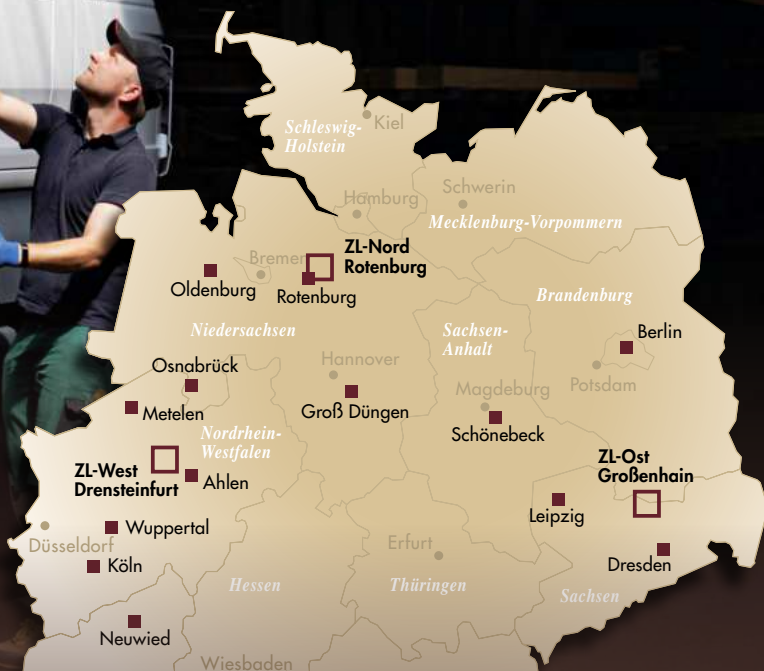 Schleswig-
Holstein
Kiel
Hamburg
Schwerin
Mecklenburg-Vorpommern
ZL-Nord
Rotenburg
Bremen
Oldenburg
Rotenburg
Brandenburg
Niedersachsen
Sachsen-
Anhalt
Berlin
Osnabrück
Hannover
Potsdam
Magdeburg
Metelen
Groß Düngen
Schönebeck
Nordrhein-
Westfalen
ZL-West
Drensteinfurt
Ahlen
ZL-Ost
Großenhain
Leipzig
Wuppertal
Düsseldorf
Erfurt
Köln
Dresden
Hessen
Thüringen
Sachsen
Neuwied
Wiesbaden